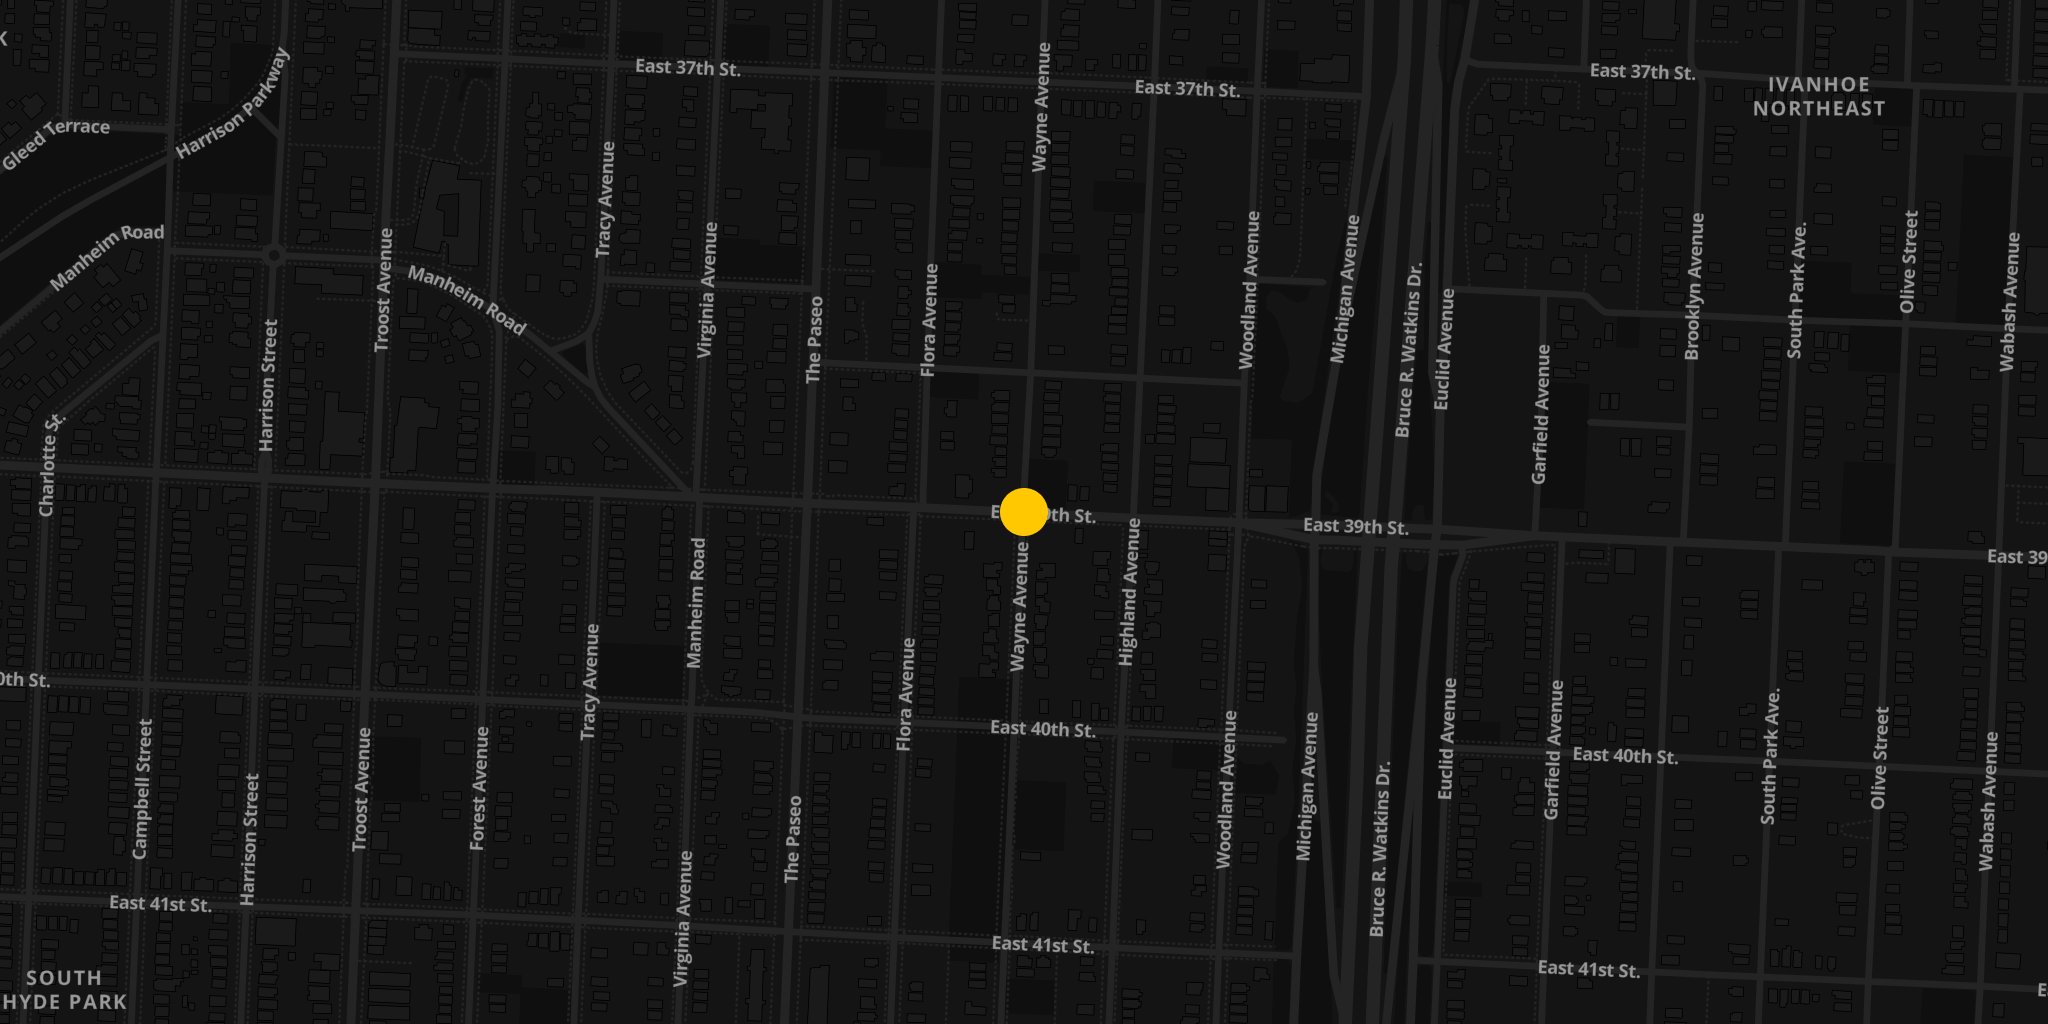 K
East 37th St.
East 37th St.
East 37th St.
IVANHOE
NORTHEAST
Wayne Avenue
Harrison Parkway
Gleed Terrace
Manheim Road
Tracy Avenue
Troost Avenue
Manheim Road
Virginia Avenue
The Paseo
Flora Avenue
Woodland Avenue
Michigan Avenue
Bruce R. Watkins Dr.
Euclid Avenue
Brooklyn Avenue
South Park Ave.
Olive Street
Wabash Avenue
Garfield Avenue
Harrison Street
Charlotte St.
E 9th St.
East 39th St.
East 39
Wayne Avenue
Highland Avenue
Manheim Road
Tracy Avenue
Flora Avenue
0th St.
East 40th St.
East 40th St.
Campbell Street
Harrison Street
Troost Avenue
Forest Avenue
Virginia Avenue
The Paseo
Woodland Avenue
Michigan Avenue
Bruce R. Watkins Dr.
Euclid Avenue
Garfield Avenue
South Park Ave.
Olive Street
Wabash Avenue
East 41st St.
East 41st St.
East 41st St.
E
SOUTH
HYDE PARK